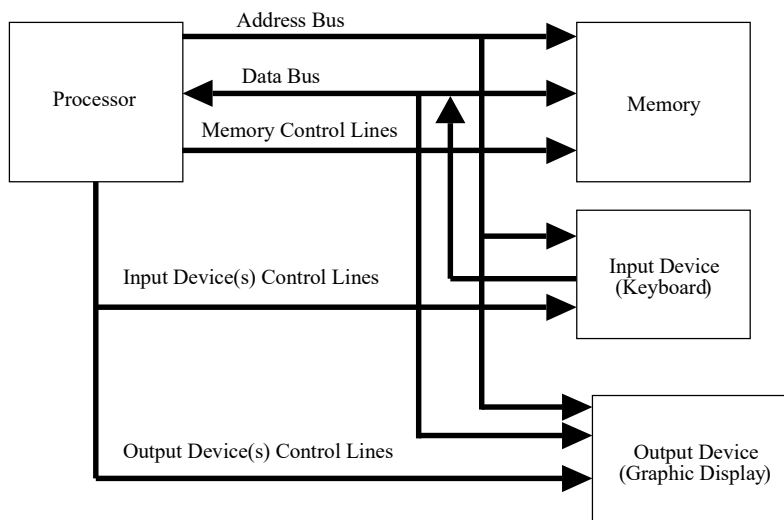 Address Bus
Data Bus
Processor
Memory
Memory Control Lines
Input Device(s) Control Lines
Input Device
(Keyboard)
Output Device(s) Control Lines
Output Device
(Graphic Display)